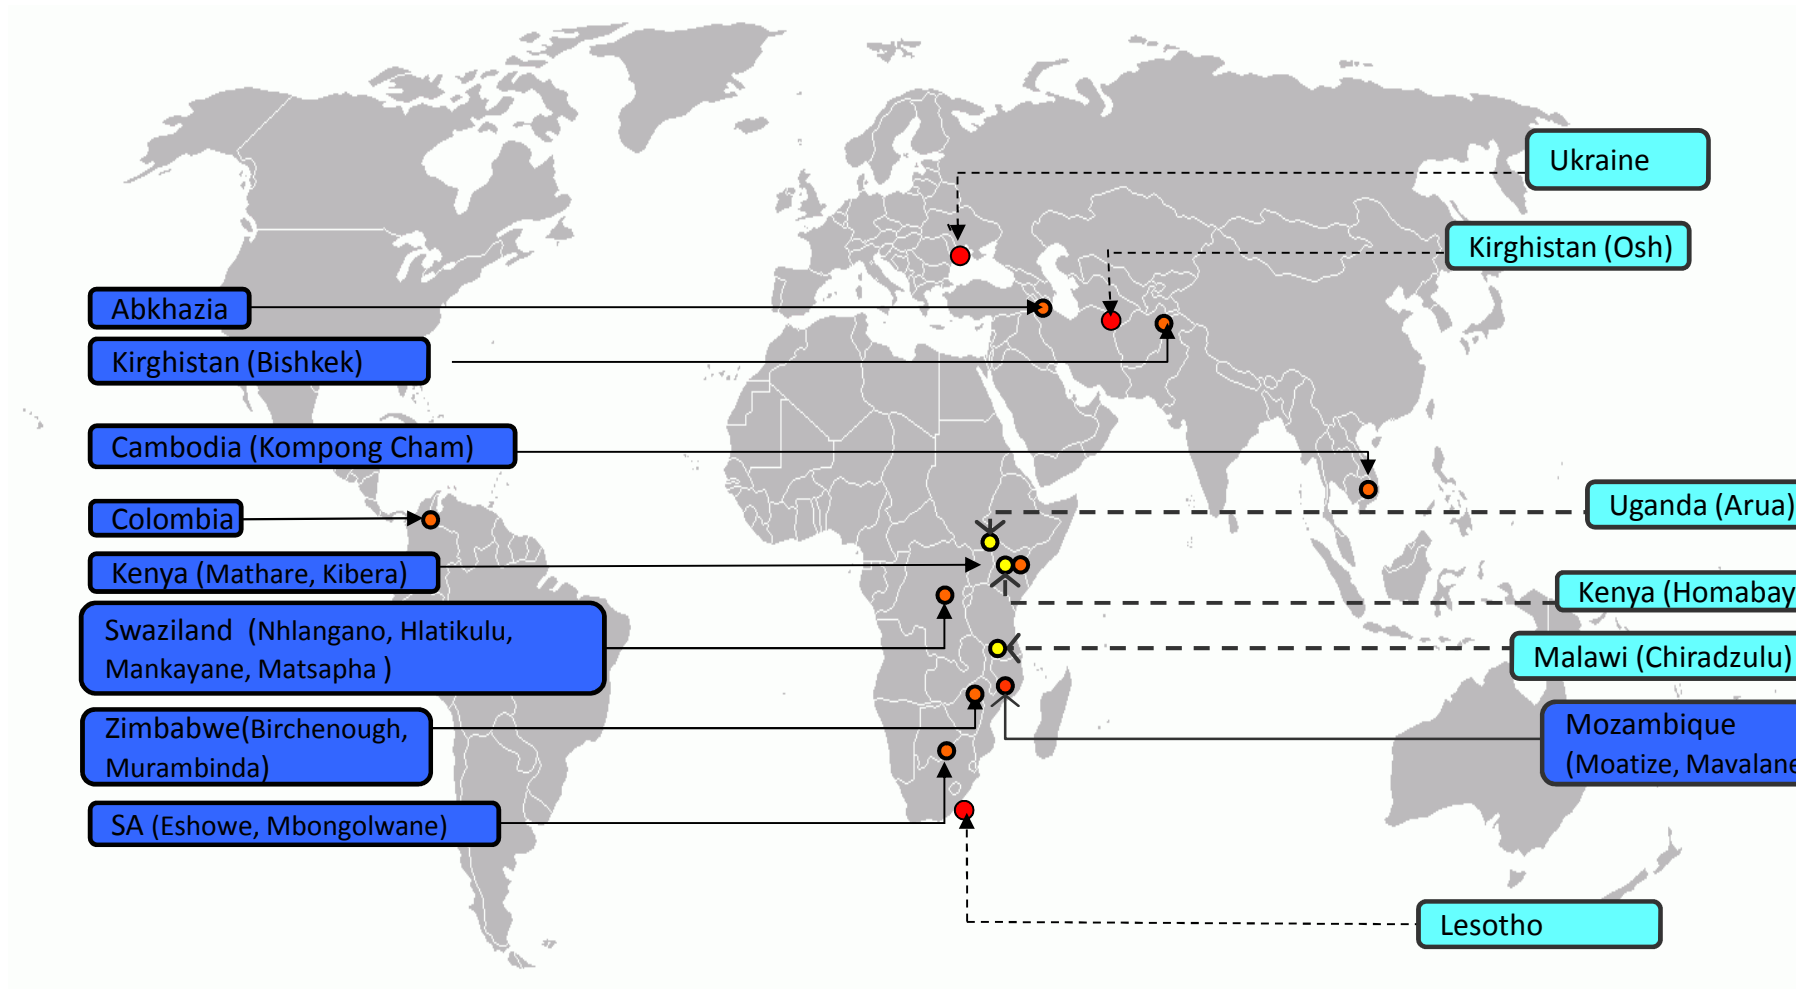 Ukraine
Kirghistan (Osh)
Abkhazia
Kirghistan (Bishkek)
Cambodia (Kompong Cham)
Uganda (Arua)
Colombia
Kenya (Mathare, Kibera)
Kenya (Homabay
Swaziland (Nhlangano, Hlatikulu,
Mankayane, Matsapha )
Malawi (Chiradzulu)
Zimbabwe(Birchenough,
Murambinda)
Mozambique
(Moatize, Mavalane
SA (Eshowe, Mbongolwane)
Lesotho